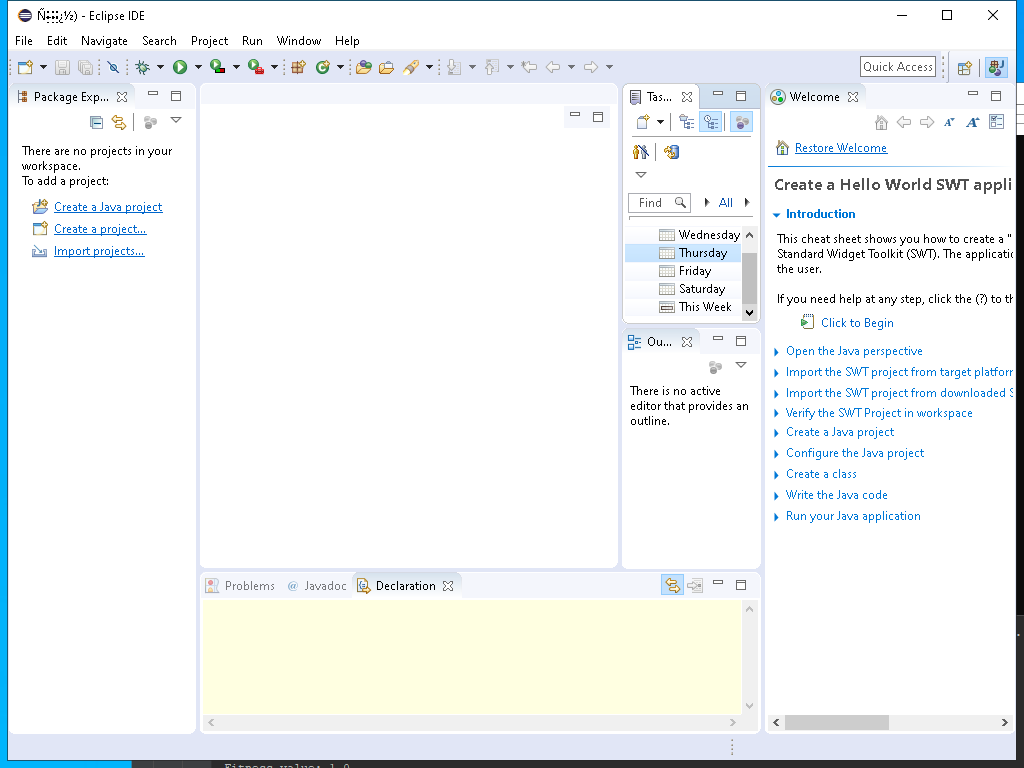 - Eclipse IDE
File Edit Navigate Search Project Run Window Help
Quick Access
Package Exp...
There are no projects in your
workspace.
To add a project:
Create a Java project
Create a project...
Import projects...
Tas...
Find
All
Wednesday
Thursday
Friday
Saturday
This Week
Ou...
There is no active
editor that provides an
outline.
Welcome
Restore Welcome
Create a Hello World SWT appli
Introduction
This cheat sheet shows you how to create a "
Standard Widget Toolkit (SWT). The applicatic
the user.
If you need help at any step, click the (?) to th
Click to Begin
Open the Java perspective
Import the SWT project from target platforr
Import the SWT project from downloaded S
Verify the SWT Project in workspace
Create a Java project
Configure the Java project
Create a class
Write the Java code
Run your Java application
Problems @ Javadoc Declaration
Fitness value: 1.0